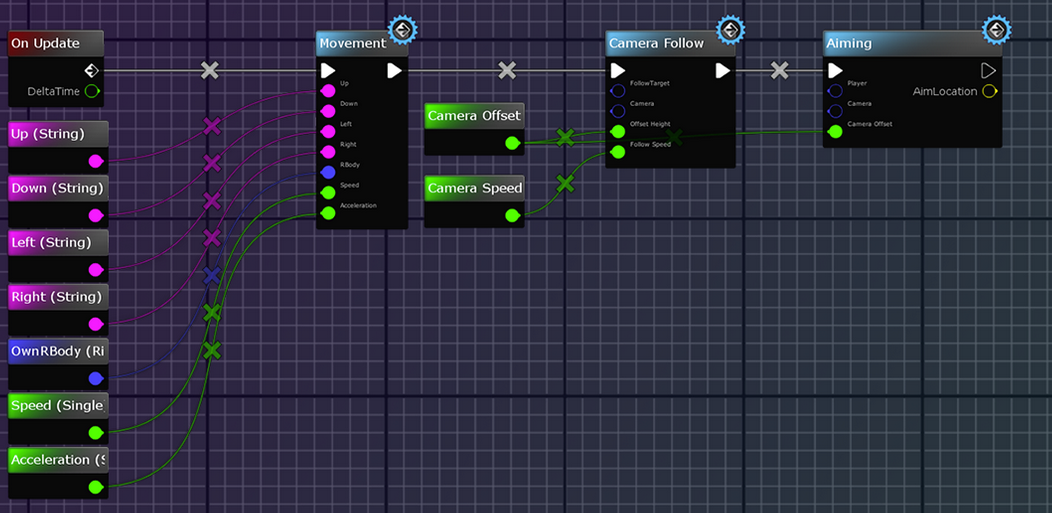 On Update
DeltaTime
Up (String)
Down (String)
Left (String)
Right (String)
OwnRBody (Ri
Speed (Single
Acceleration (S
Movement
Up
Down
Left
Right
RBody
Speed
Acceleration
Camera Offset
Camera Speed
Camera Follow
FollowTarget
Camera
Offset Height
Follow Speed
Aiming
Player
AimLocation
Camera
Camera Offset